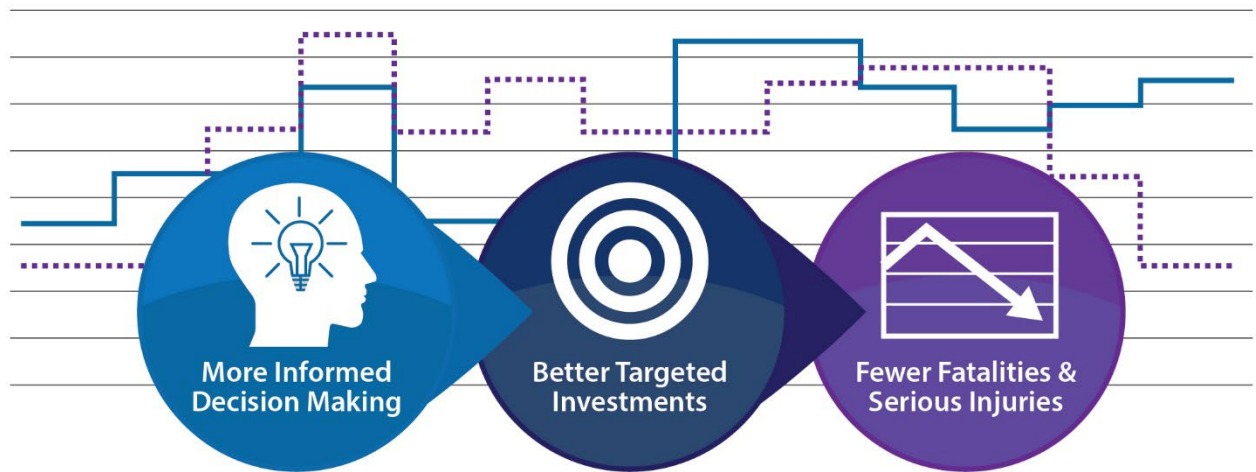 More Informed
Decision Making
Better Targeted
Investments
Fewer Fatalities &
Serious Injuries